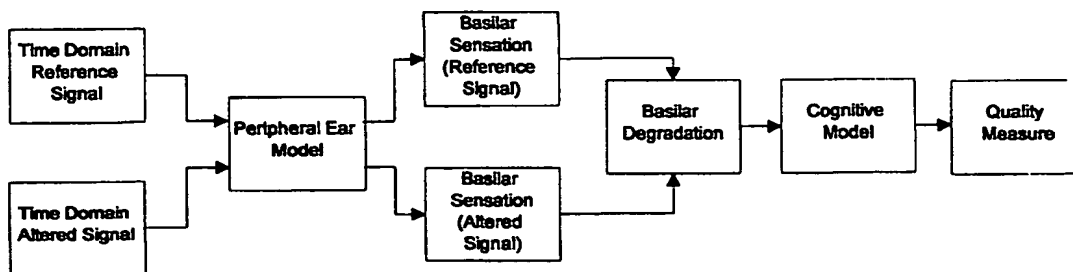 Time Domain
Reference
Signal
Time Domain
Altered Signal
Peripheral Ear
Model
Basilar
Sensation
(Reference
Signal)
Basilar
Sensation
(Altered
Signal)
Basilar
Degradation
Cognitive
Model
Quality
Measure